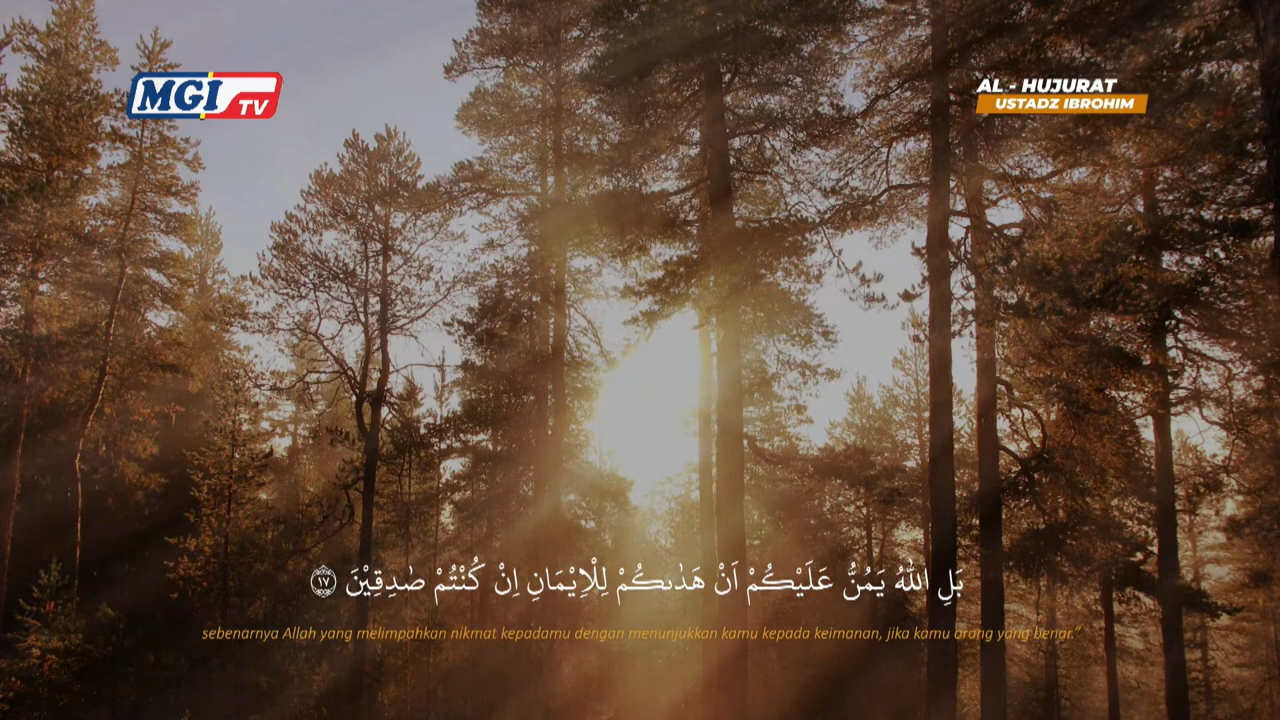 MGI TV
AL - HUJURAT
USTADZ IBROHIM
بَلِ اللّٰهُ يَمُنُّ عَلَيْكُمْ اَنْ هَدٰىكُمْ لِلْاِيْمَانِ اِنْ كُنْتُمْ صٰدِقِيْنَ ١٧
sebenarnya Allah yang melimpahkan nikmat kepadamu dengan menunjukkan kamu kepada keimanan, jika kamu orang yang benar.”